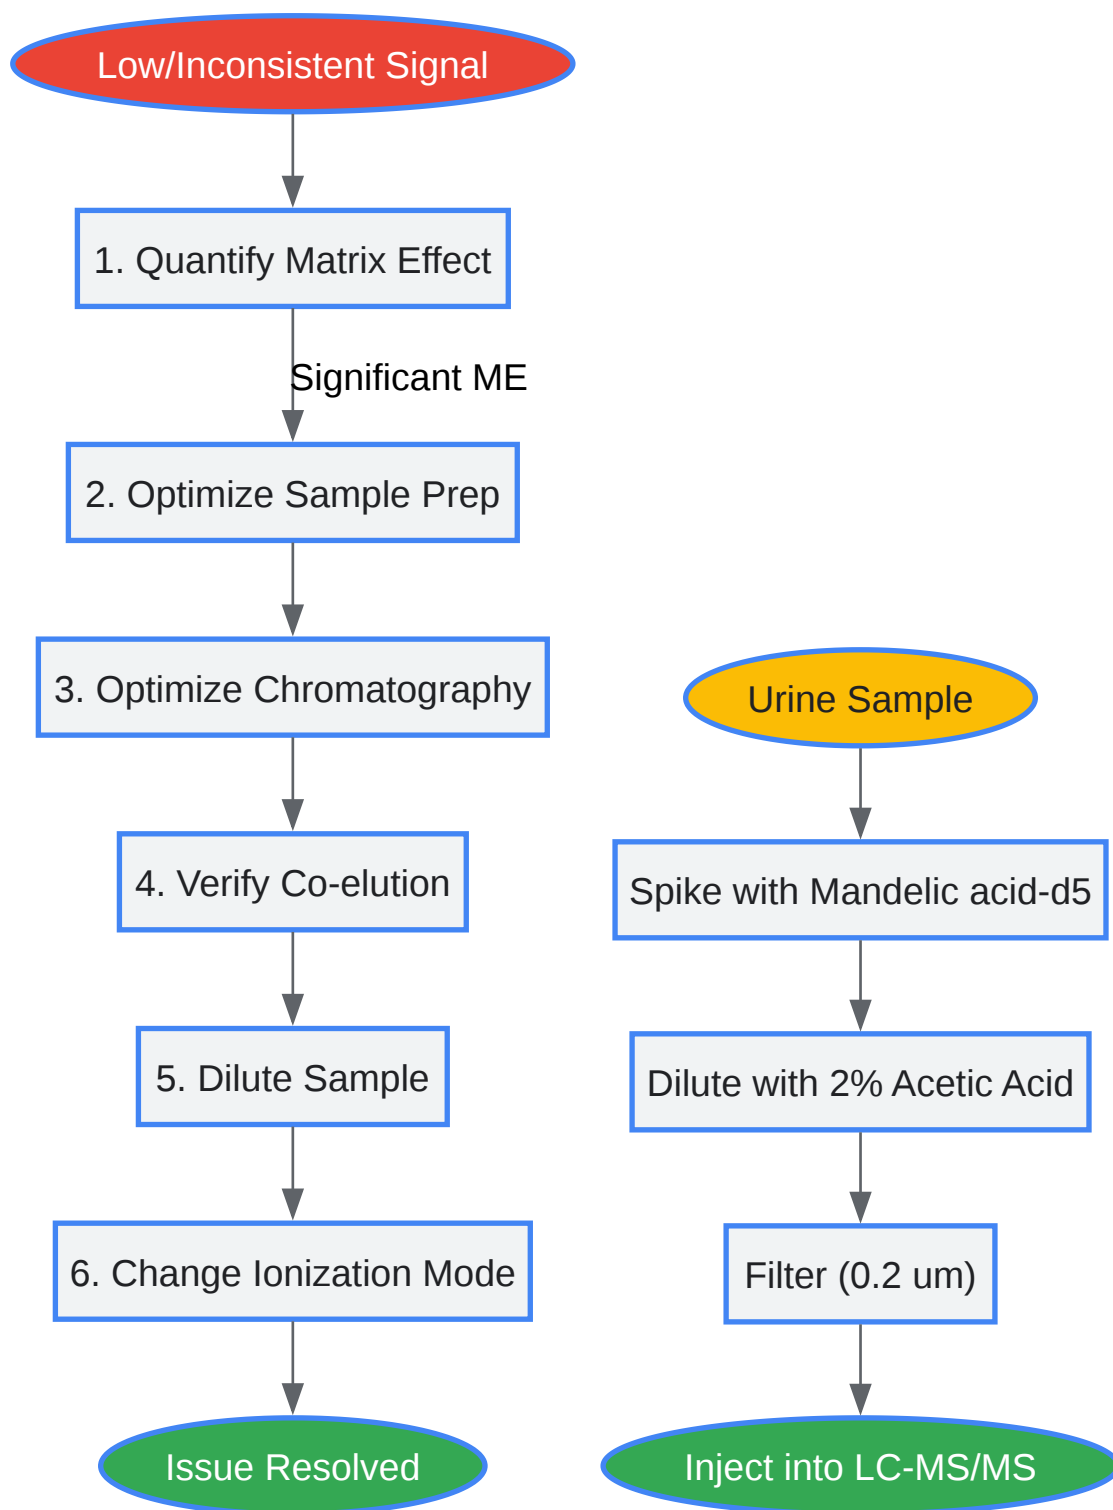 Low/Inconsistent Signal
1. Quantify Matrix Effect
Significant ME
2. Optimize Sample Prep
3. Optimize Chromatography
4. Verify Co-elution
5. Dilute Sample
6. Change Ionization Mode
Issue Resolved
Urine Sample
Spike with Mandelic acid-d5
Dilute with 2% Acetic Acid
Filter (0.2 um)
Inject into LC-MS/MS